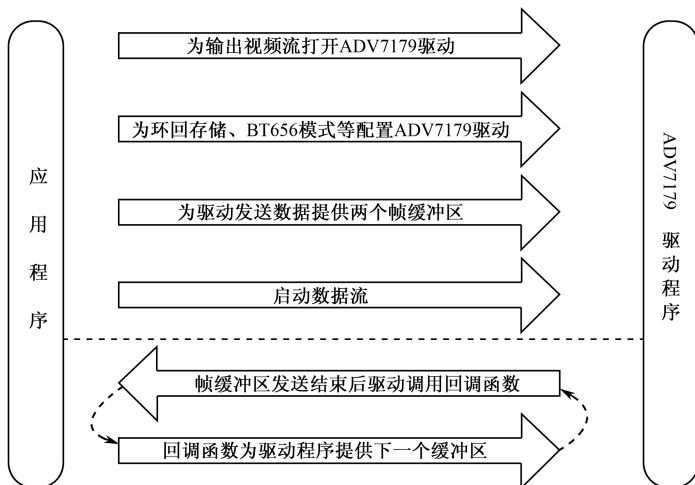 为输出视频流打开ADV7179驱动
为环回存储、BT656模式等配置ADV7179驱动
为驱动发送数据提供两个帧缓冲区
启动数据流
帧缓冲区发送结束后驱动调用回调函数
回调函数为驱动程序提供下一个缓冲区
应用程序
ADV7179 驱动程序